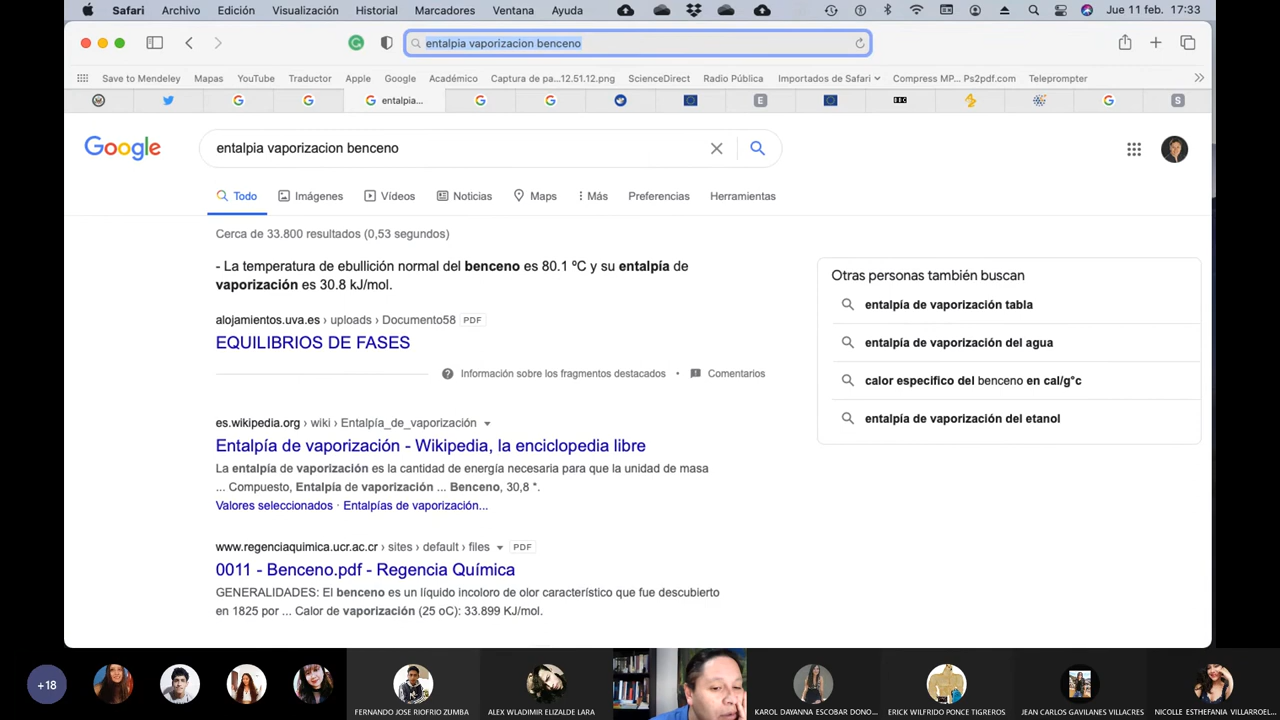 Safari Archivo Edición Visualización Historial Marcadores Ventana Ayuda Jue 11 feb. 17:33
entalpia vaporizacion benceno
Save to Mendeley Mapas YouTube Traductor Apple Google Académico Captura de pa...12.51.12.png ScienceDirect Radio Pública Importados de Safari Compress MP... Ps2pdf.com Teleprompter
entalpia...
Google
entalpia vaporizacion benceno
Todo Imágenes Vídeos Noticias Maps Más Preferencias Herramientas
Cerca de 33.800 resultados (0,53 segundos)
- La temperatura de ebullición normal del benceno es 80.1 ºC y su entalpía de
vaporización es 30.8 kJ/mol.
alojamientos.uva.es › uploads › Documento58 PDF
EQUILIBRIOS DE FASES
Información sobre los fragmentos destacados • Comentarios
es.wikipedia.org › wiki › Entalpía_de_vaporización
Entalpía de vaporización - Wikipedia, la enciclopedia libre
La entalpía de vaporización es la cantidad de energía necesaria para que la unidad de masa
... Compuesto, Entalpía de vaporización ... Benceno, 30,8 *.
Valores seleccionados · Entalpías de vaporización...
www.regenciaquimica.ucr.ac.cr › sites › default › files PDF
0011 - Benceno.pdf - Regencia Química
GENERALIDADES: El benceno es un líquido incoloro de olor característico que fue descubierto
en 1825 por ... Calor de vaporización (25 oC): 33.899 KJ/mol.
Otras personas también buscan
entalpía de vaporización tabla
entalpía de vaporización del agua
calor especifico del benceno en cal/g°c
entalpía de vaporización del etanol
+18
FERNANDO JOSE RIOFRIO ZUMBA ALEX WLADIMIR ELIZALDE LARA KAROL DAYANNA ESCOBAR DONO... ERICK WILFRIDO PONCE TIGREROS JEAN CARLOS GAVILANES VILLACRES NICOLLE ESTHEFANIA VILLARROEL...